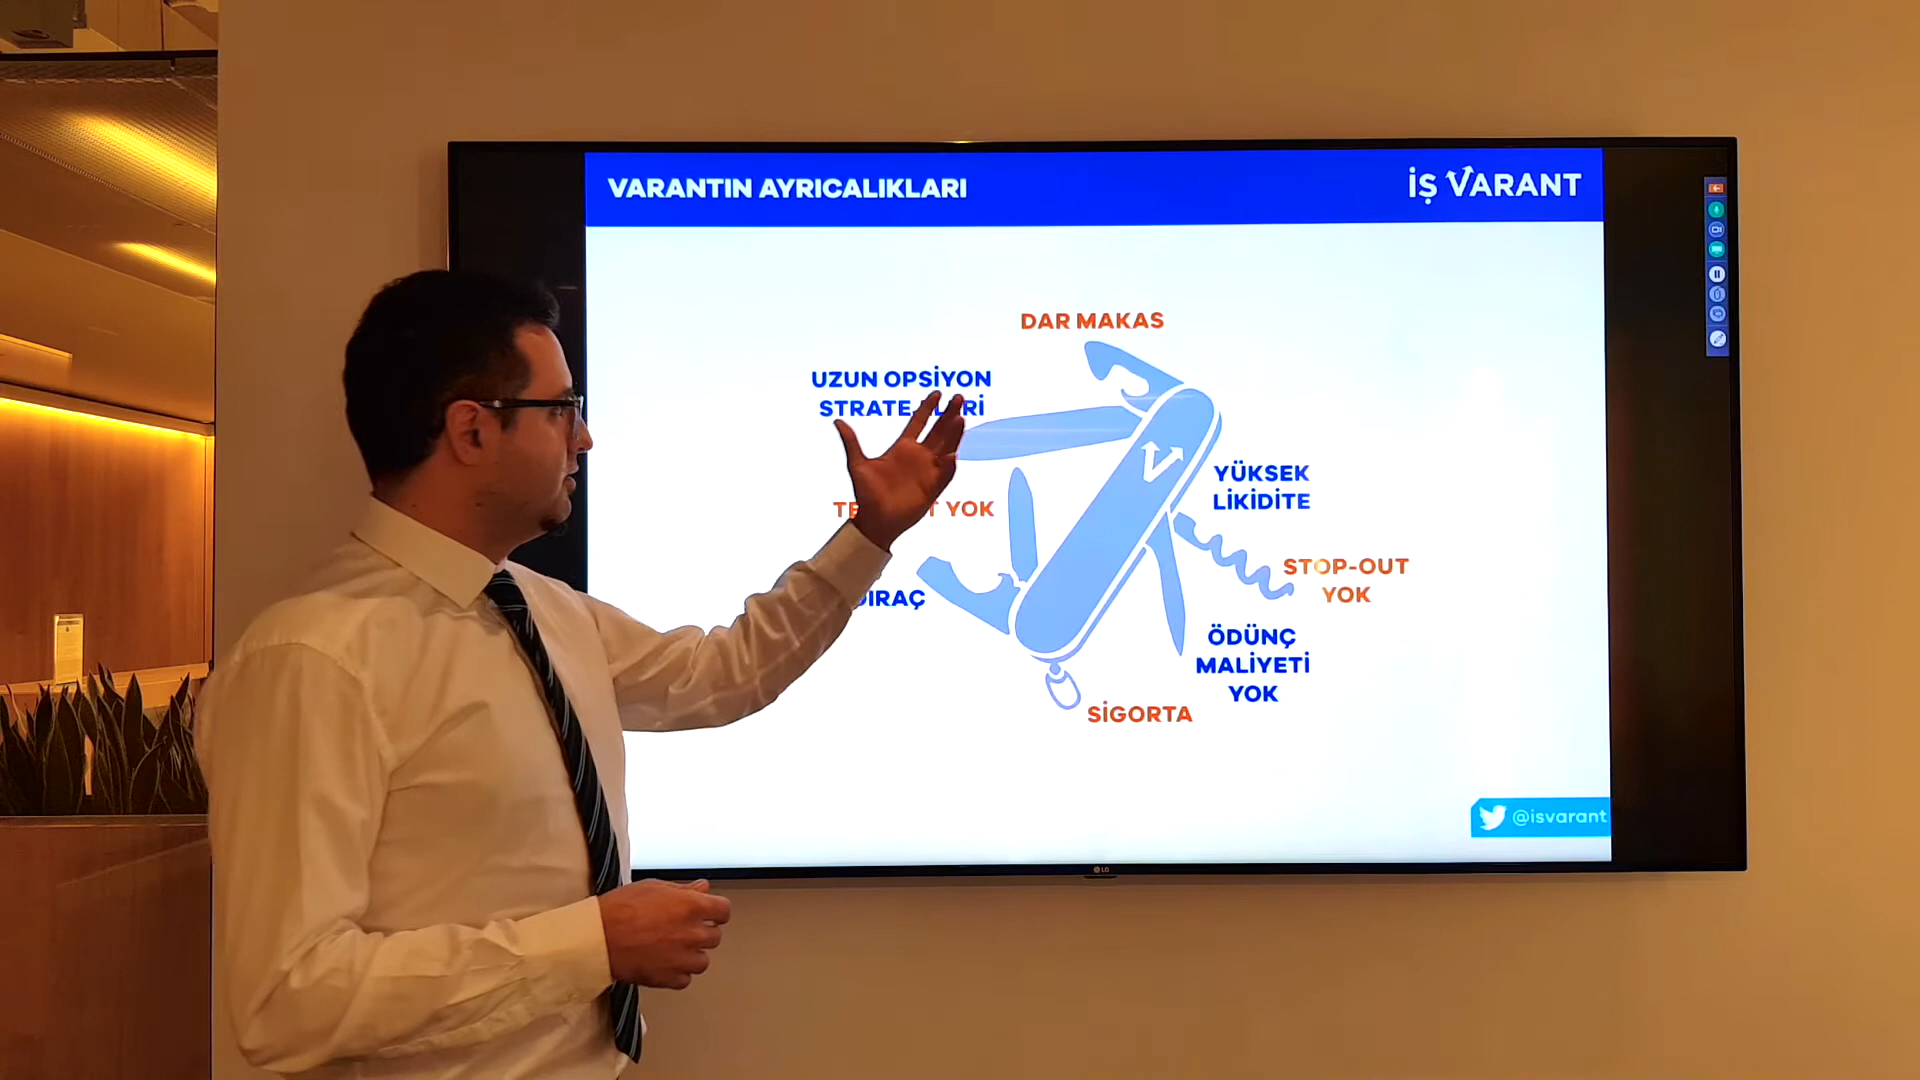 VARANTIN AYRICALIKLARI
İŞ VARANT
DAR MAKAS
UZUN OPSİYON
YÜKSEK
LİKİDİTE
YOK
STOP-OUT
YOK
ÖDÜNÇ
MALİYETİ
YOK
SİGORTA
@isvarant
LG